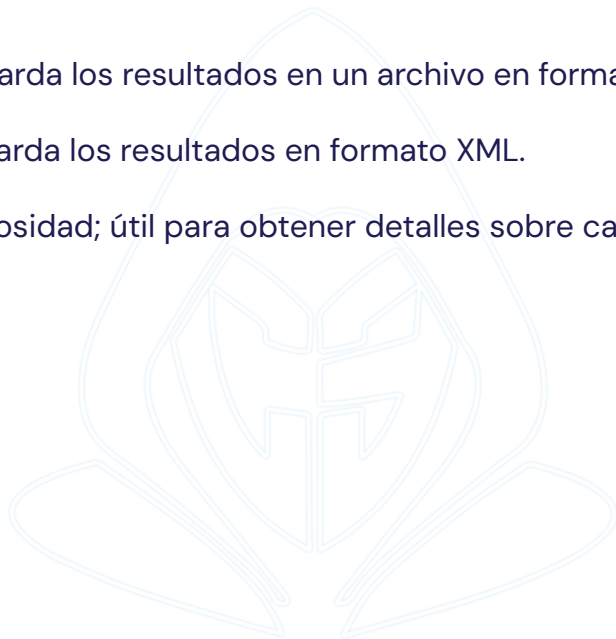 arda los resultados en un archivo en forma
arda los resultados en formato XML.
osidad; útil para obtener detalles sobre ca